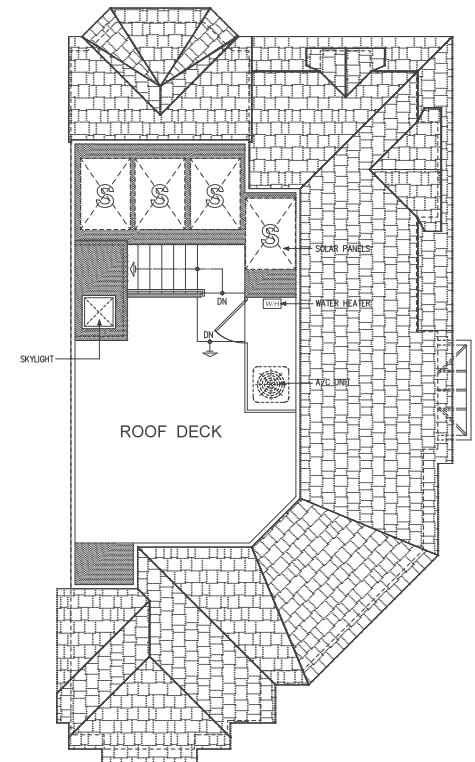 S S S
S
SOLAR PANELS
DN
W/H WATER HEATER
DN
SKYLIGHT
A/C UNIT
ROOF DECK